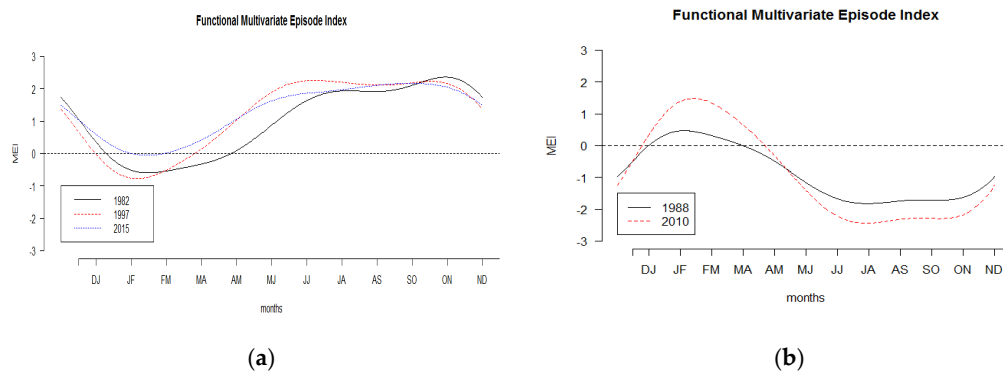 Functional Multivariate Episode Index
3
2
1
0
-1
-2
-3
MEI
1982
1997
2015
DJ JF FM MA AM MJ JJ JA AS SO ON ND
months
(a)
Functional Multivariate Episode Index
3
2
1
0
-1
-2
-3
MEI
1988
2010
DJ JF FM MA AM MJ JJ JA AS SO ON ND
months
(b)